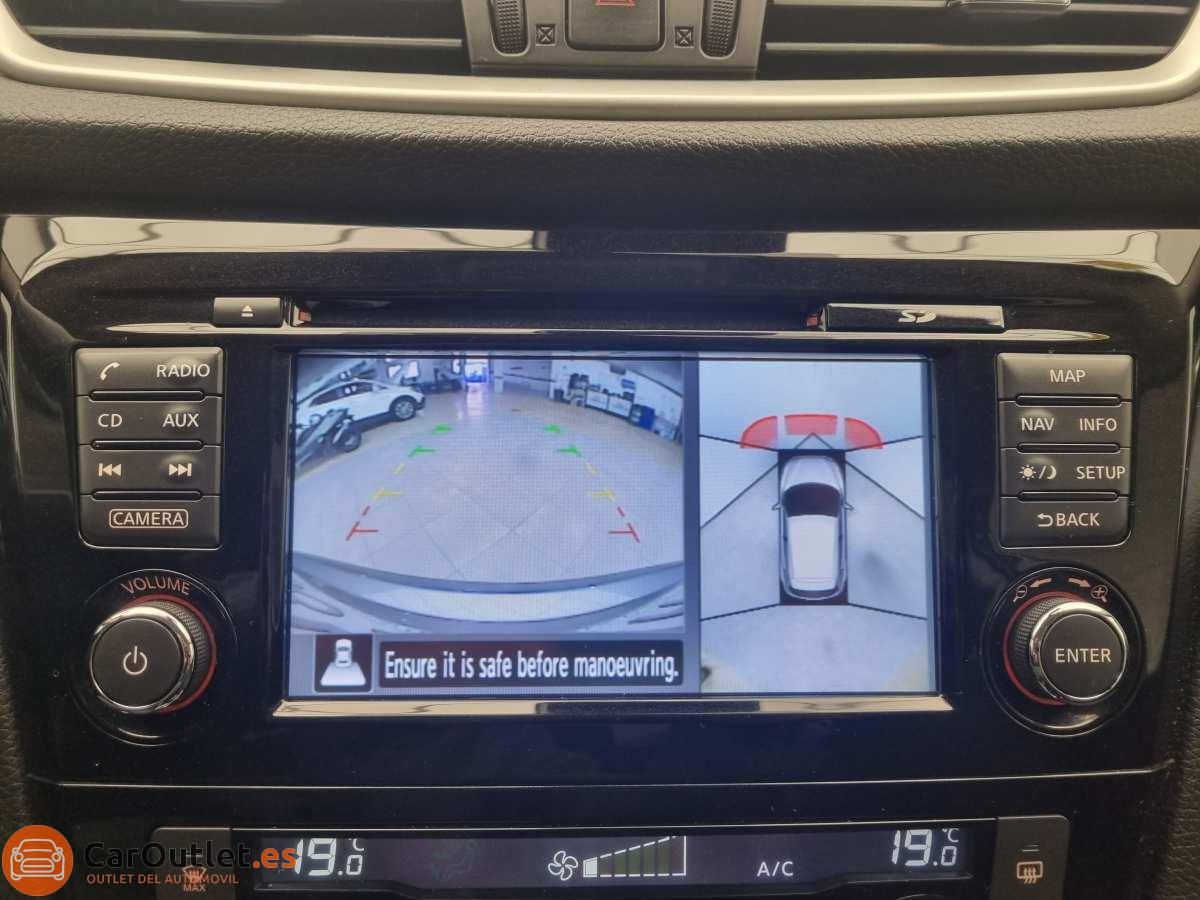 SD
RADIO
CD AUX
CAMERA
VOLUME
MAP
NAV INFO
SETUP
BACK
ENTER
Ensure it is safe before manoeuvring.
19.0 °C
A/C
19.0 °C
MAX
CarOutlet.es
OUTLET DEL AUTOMOVIL